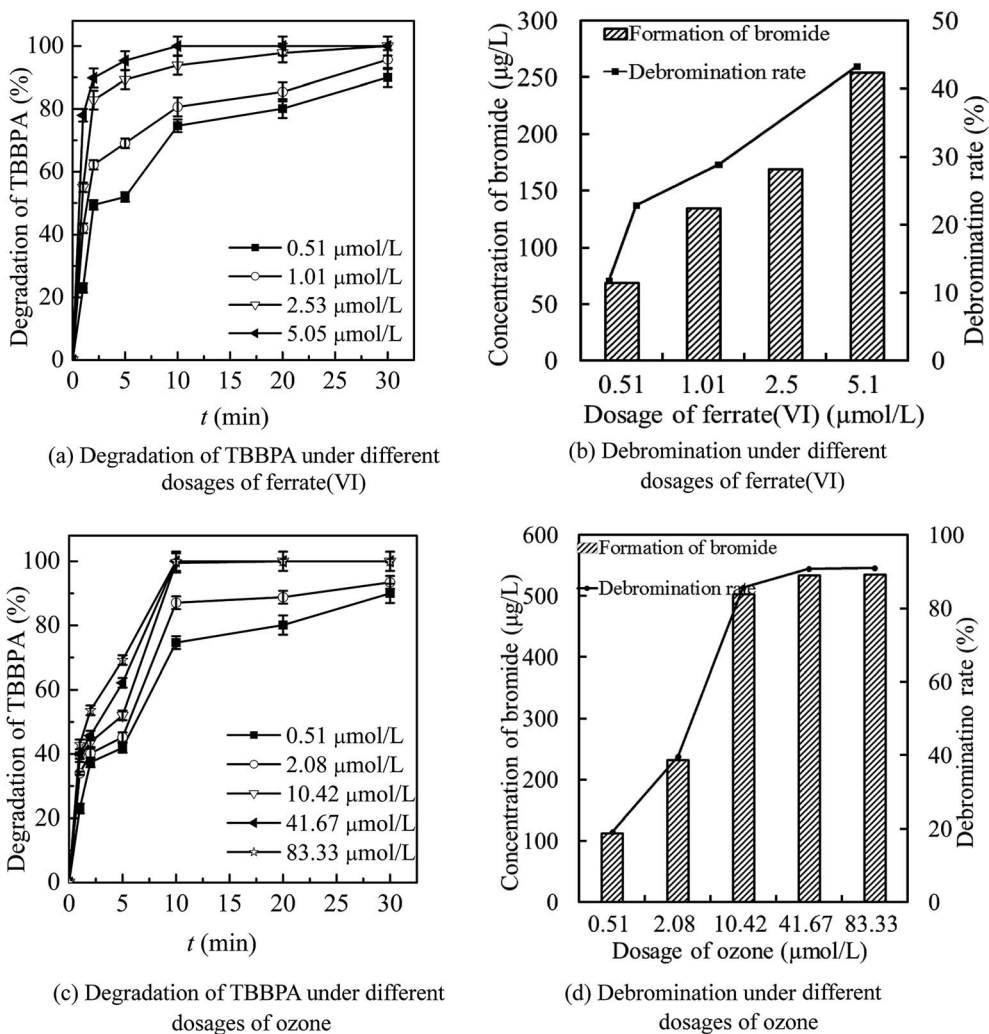 Degradation of TBBPA (%)
100
80
60
40
20
0
0.51 μmol/L
1.01 μmol/L
2.53 μmol/L
5.05 μmol/L
0 5 10 15 20 25 30
t (min)
(a) Degradation of TBBPA under different
dosages of ferrate(VI)
Concentration of bromide (μg/L)
300
250
200
150
100
50
0
Formation of bromide
Debromination rate
50
40
30
20
10
0
Debrominatino rate (%)
0.51 1.01 2.5 5.1
Dosage of ferrate(VI) (μmol/L)
(b) Debromination under different
dosages of ferrate(VI)
Degradation of TBBPA (%)
100
80
60
40
20
0
0.51 μmol/L
2.08 μmol/L
10.42 μmol/L
41.67 μmol/L
83.33 μmol/L
0 5 10 15 20 25 30
t (min)
(c) Degradation of TBBPA under different
dosages of ozone
Concentration of bromide (μg/L)
600
500
400
300
200
100
0
Formation of bromide
Debromination rate
100
80
60
40
20
0
Debrominatino rate (%)
0.51 2.08 10.42 41.67 83.33
Dosage of ozone (μmol/L)
(d) Debromination under different
dosages of ozone